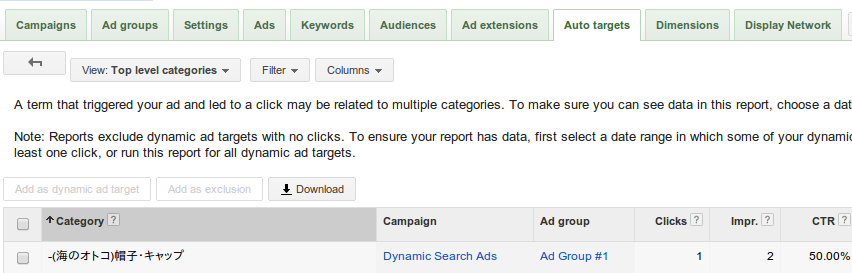 Campaigns Ad groups Settings Ads Keywords Audiences Ad extensions Auto targets Dimensions Display Network
View: Top level categories Filter Columns
A term that triggered your ad and led to a click may be related to multiple categories. To make sure you can see data in this report, choose a
Note: Reports exclude dynamic ad targets with no clicks. To ensure your report has data, first select a date range in which some of your
least one click, or run this report for all dynamic ad targets.
Add as dynamic ad target Add as exclusion Download
Category ? Campaign Ad group Clicks ? Impr. ? CTR ?
-(海のオトコ)帽子・キャップ Dynamic Search Ads Ad Group #1 1 2 50.00%